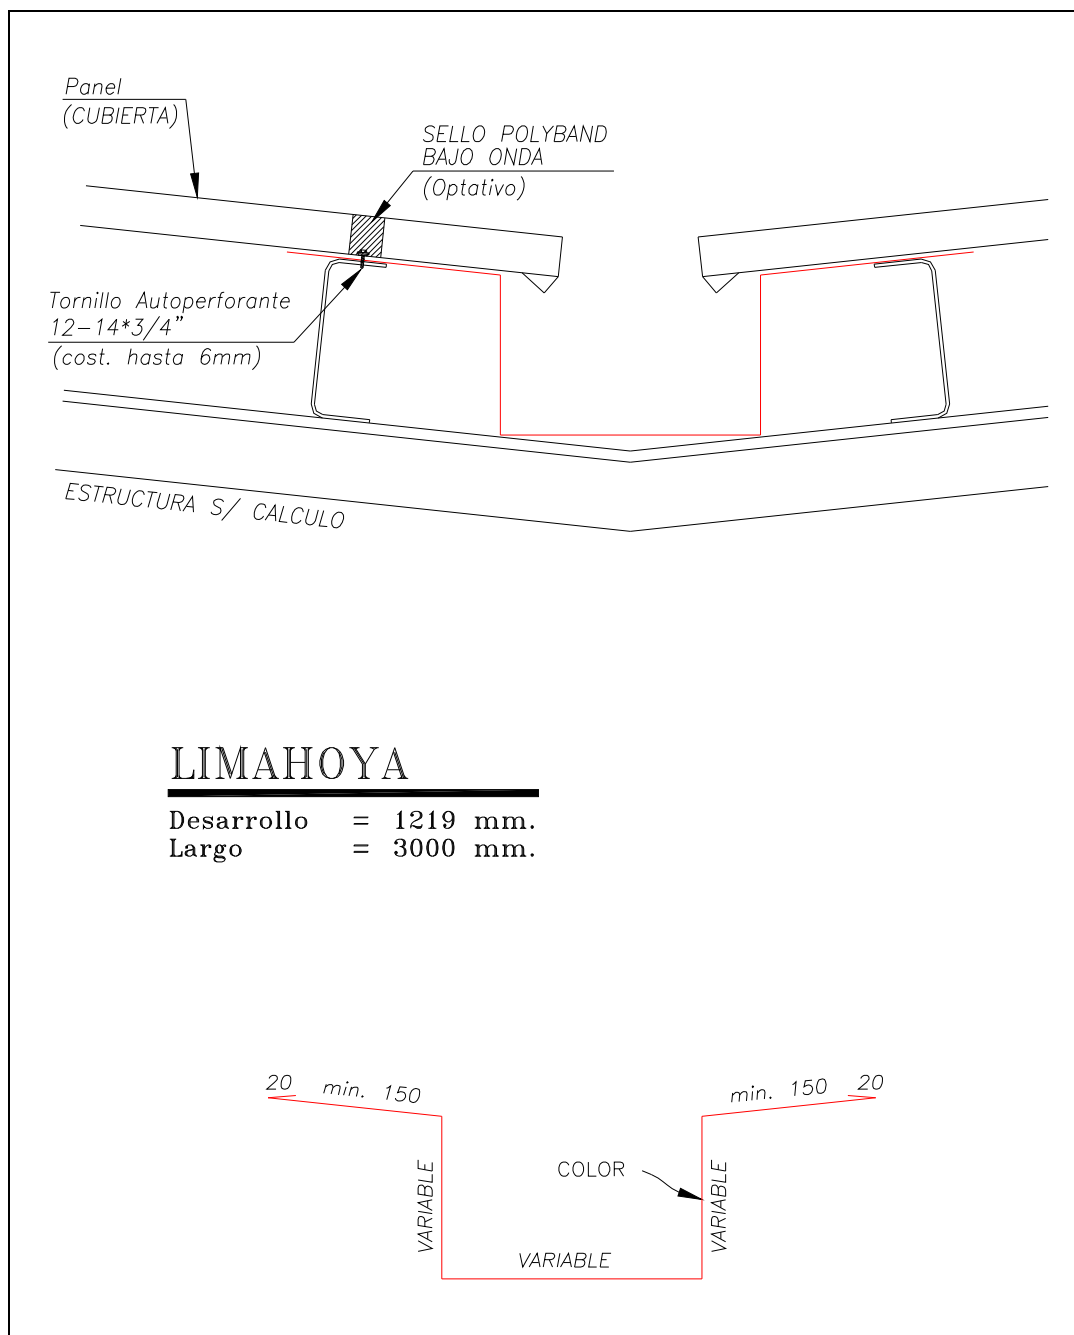 Panel
(CUBIERTA)
SELLO POLYBAND
BAJO ONDA
(Optativo)
Tornillo Autoperforante
12-14*3/4"
(cost. hasta 6mm)
ESTRUCTURA S/ CALCULO
LIMAHOYA
Desarrollo = 1219 mm.
Largo = 3000 mm.
20 min. 150
min. 150 20
COLOR
VARIABLE
VARIABLE
VARIABLE